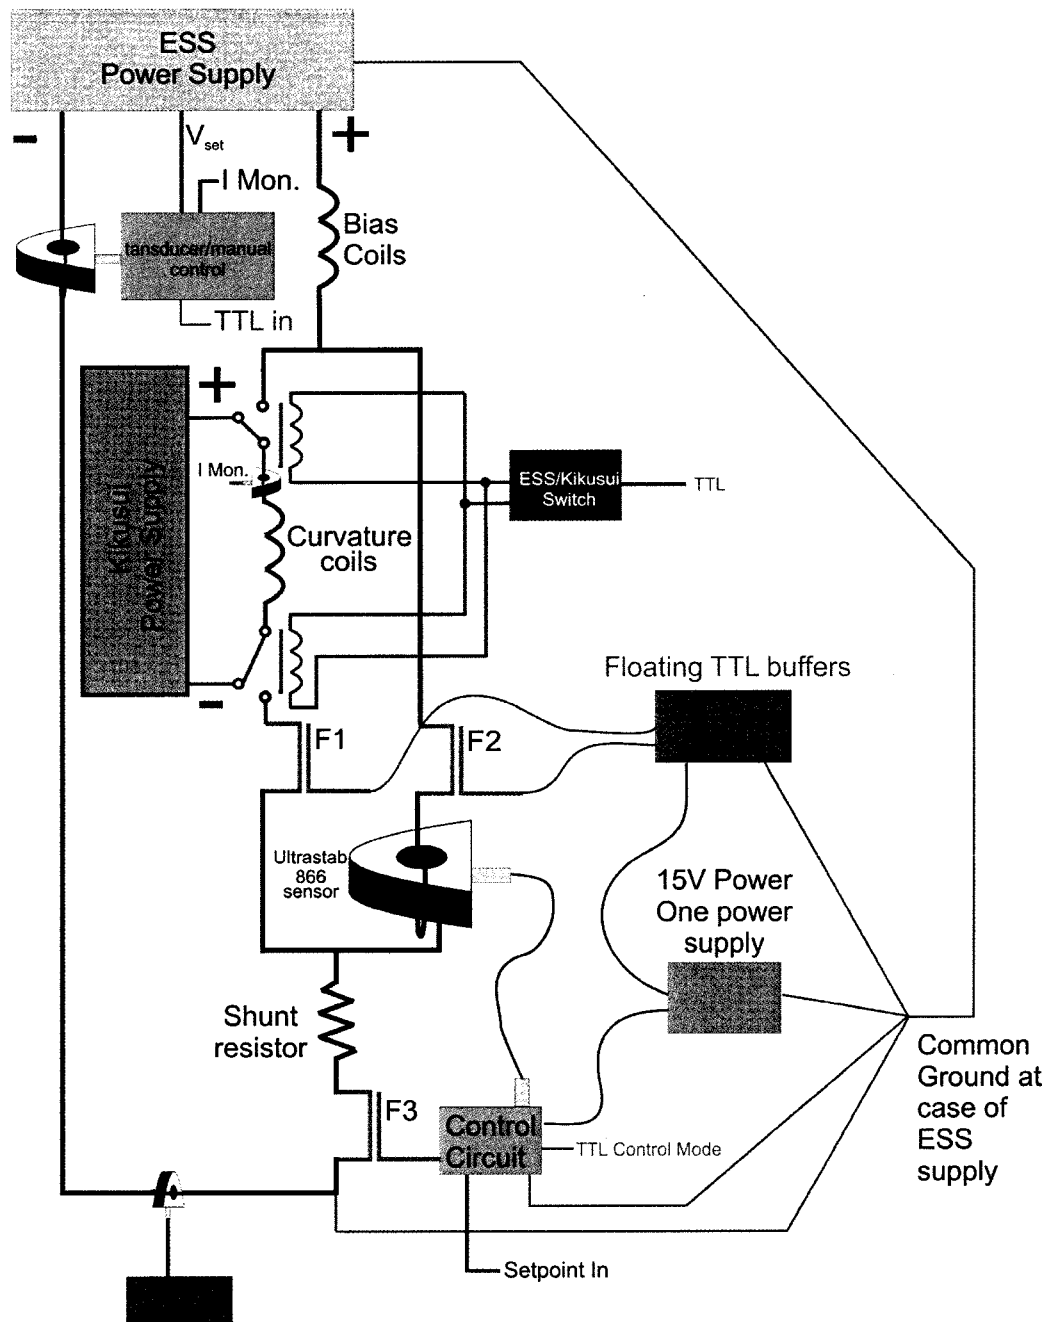 ESS
Power Supply
-
Vset
+
I Mon.
Bias
Coils
tansducer/manual
control
TTL in
+
Kikusui
Power Supply
I Mon.
ESS/Kikusui
Switch
TTL
Curvature
coils
-
Floating TTL buffers
F1
F2
Ultrastab
866
sensor
15V Power
One power
supply
Shunt
resistor
F3
Control
Circuit
TTL Control Mode
Common
Ground at
case of
ESS
supply
Setpoint In